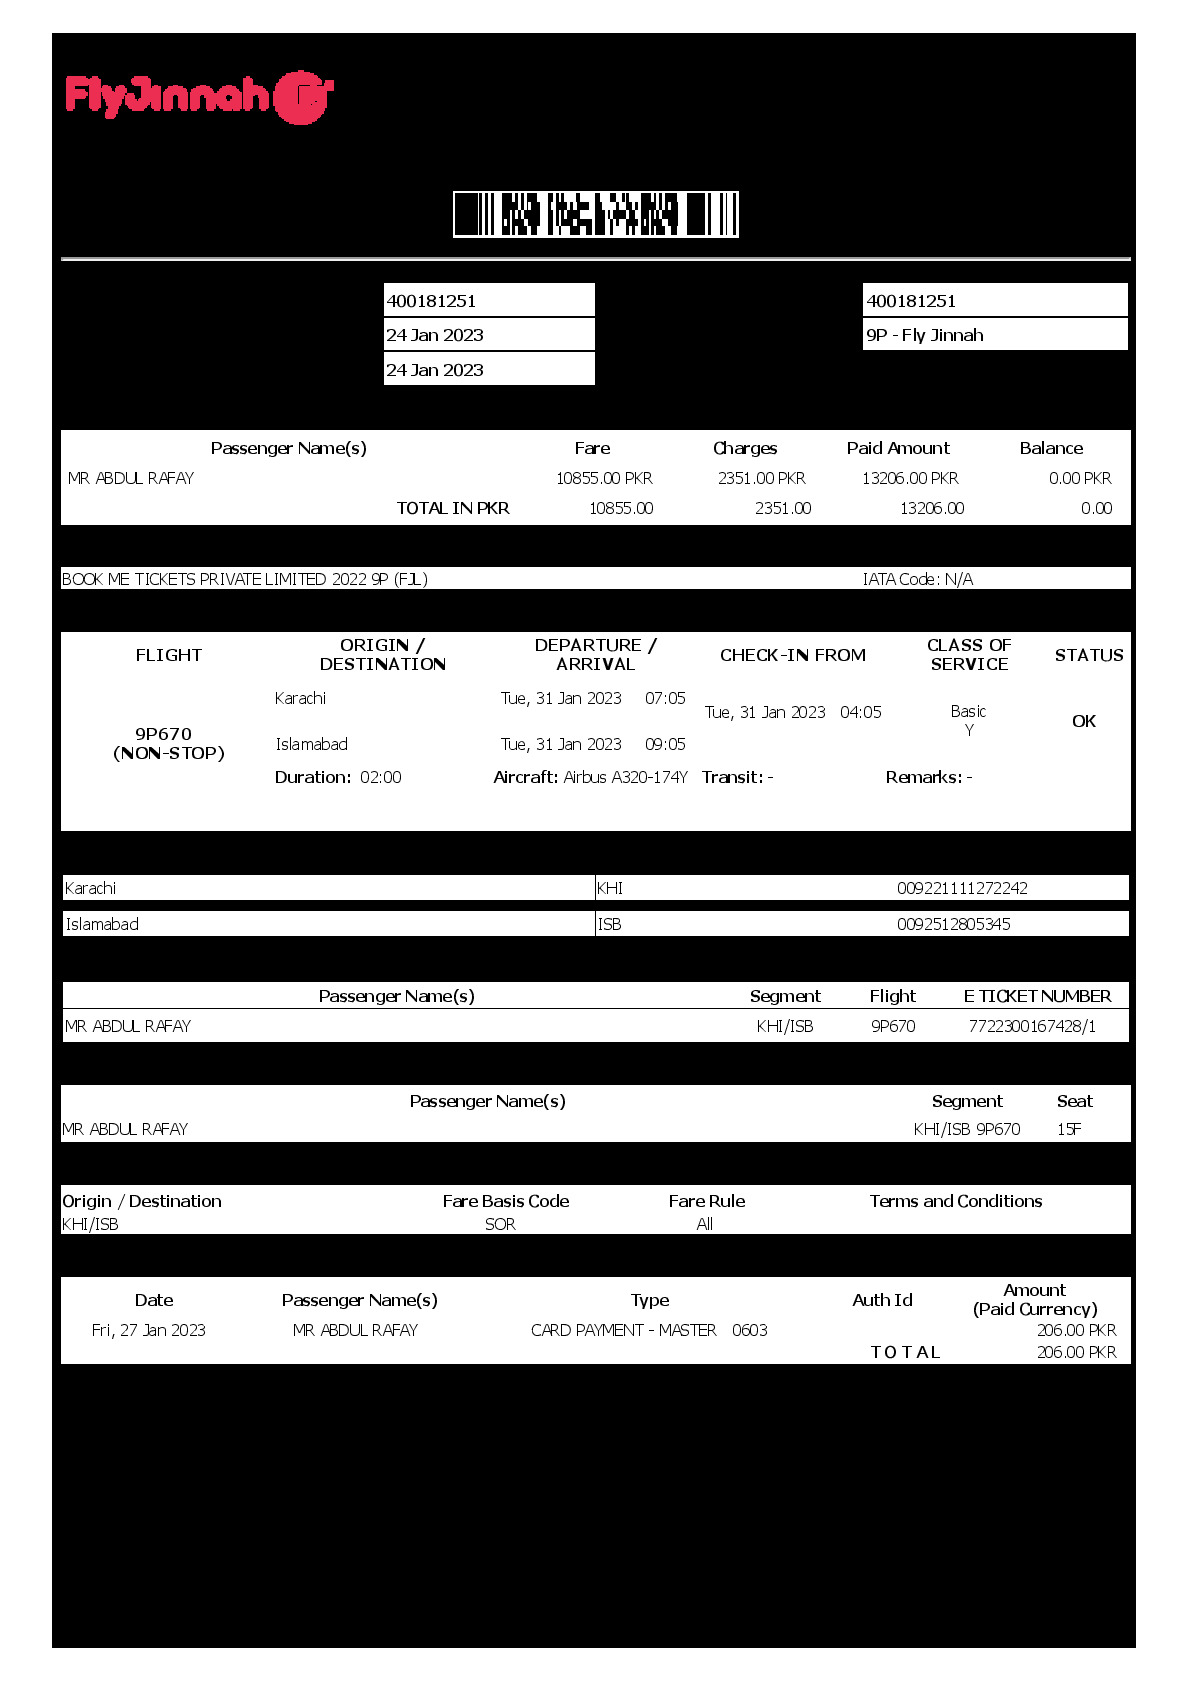 FlyJinnah
400181251 400181251
24 Jan 2023 9P - Fly Jinnah
24 Jan 2023
Passenger Name(s) Fare Charges Paid Amount Balance
MR ABDUL RAFAY 10855.00 PKR 2351.00 PKR 13206.00 PKR 0.00 PKR
TOTAL IN PKR 10855.00 2351.00 13206.00 0.00
BOOK ME TICKETS PRIVATE LIMITED 2022 9P (FJL) IATA Code: N/A
FLIGHT ORIGIN / DESTINATION DEPARTURE / ARRIVAL CHECK-IN FROM CLASS OF SERVICE STATUS
Karachi Tue, 31 Jan 2023 07:05
Tue, 31 Jan 2023 04:05 Basic Y OK
9P670 (NON-STOP)
Islamabad Tue, 31 Jan 2023 09:05
Duration: 02:00 Aircraft: Airbus A320-174Y Transit: - Remarks: -
Karachi KHI 009221111272242
Islamabad ISB 0092512805345
Passenger Name(s) Segment Flight E TICKET NUMBER
MR ABDUL RAFAY KHI/ISB 9P670 7722300167428/1
Passenger Name(s) Segment Seat
MR ABDUL RAFAY KHI/ISB 9P670 15F
Origin / Destination Fare Basis Code Fare Rule Terms and Conditions
KHI/ISB SOR All
Date Passenger Name(s) Type Auth Id Amount (Paid Currency)
Fri, 27 Jan 2023 MR ABDUL RAFAY CARD PAYMENT - MASTER 0603 206.00 PKR
T O T A L 206.00 PKR